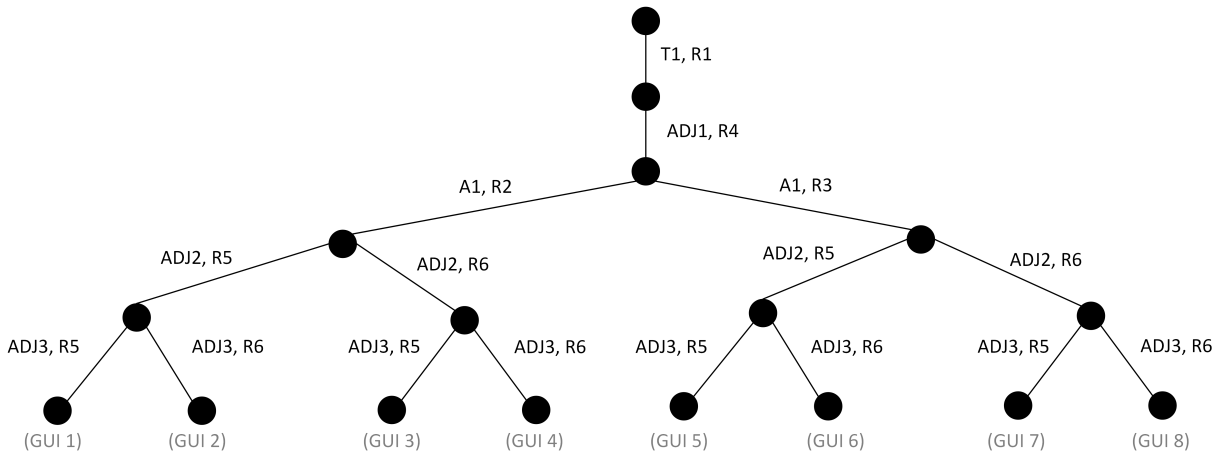 T1, R1
ADJ1, R4
A1, R2
A1, R3
ADJ2, R5
ADJ2, R6
ADJ2, R5
ADJ2, R6
ADJ3, R5
ADJ3, R6
ADJ3, R5
ADJ3, R6
ADJ3, R5
ADJ3, R6
ADJ3, R5
ADJ3, R6
(GUI 1)
(GUI 2)
(GUI 3)
(GUI 4)
(GUI 5)
(GUI 6)
(GUI 7)
(GUI 8)